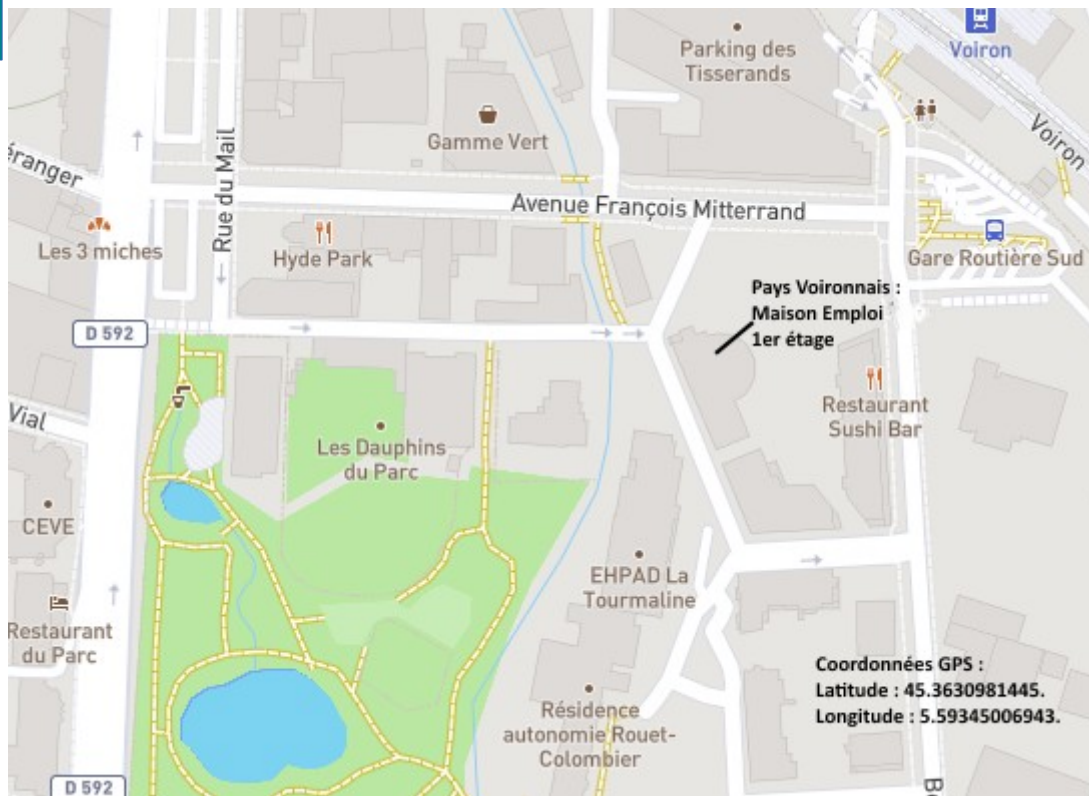 Voiron
Parking des
Tisserands
Gamme Vert
Voiron
éranger
Rue du Mail
Avenue François Mitterrand
Les 3 miches
Hyde Park
Gare Routière Sud
Pays Voironnais :
Maison Emploi
1er étage
D 592
Restaurant
Sushi Bar
Vial
Les Dauphins
du Parc
CEVE
EHPAD La
Tourmaline
Restaurant
du Parc
Coordonnées GPS :
Latitude : 45.3630981445.
Longitude : 5.59345006943.
Résidence
autonomie Rouet-
Colombier
D 592